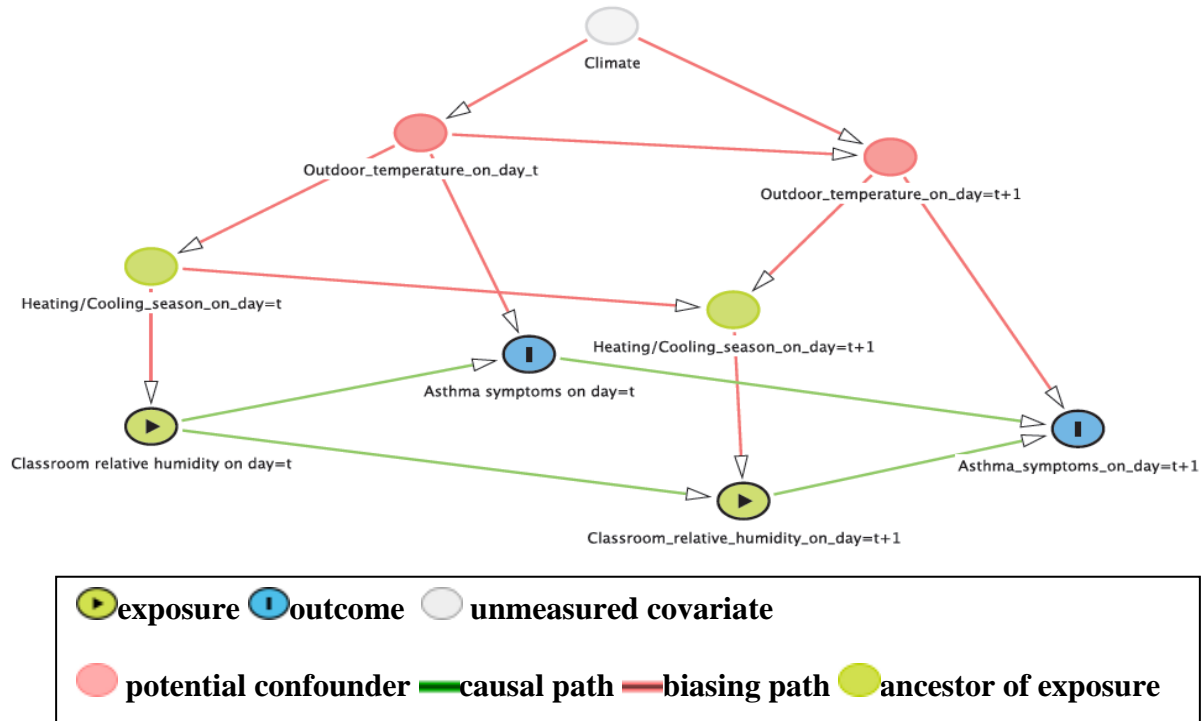 Climate
Outdoor_temperature_on_day_t
Outdoor_temperature_on_day=t+1
Heating/Cooling_season_on_day=t
Heating/Cooling_season_on_day=t+1
Asthma symptoms on day=t
Classroom relative humidity on day=t
Asthma_symptoms_on_day=t+1
Classroom_relative_humidity_on_day=t+1
exposure outcome unmeasured covariate
potential confounder causal path biasing path ancestor of exposure